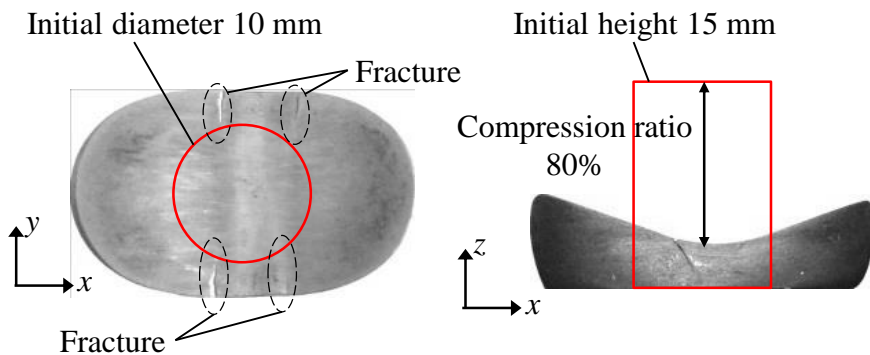 Initial diameter 10 mm
Fracture
y
x
Fracture
Initial height 15 mm
Compression ratio
80%
z
x